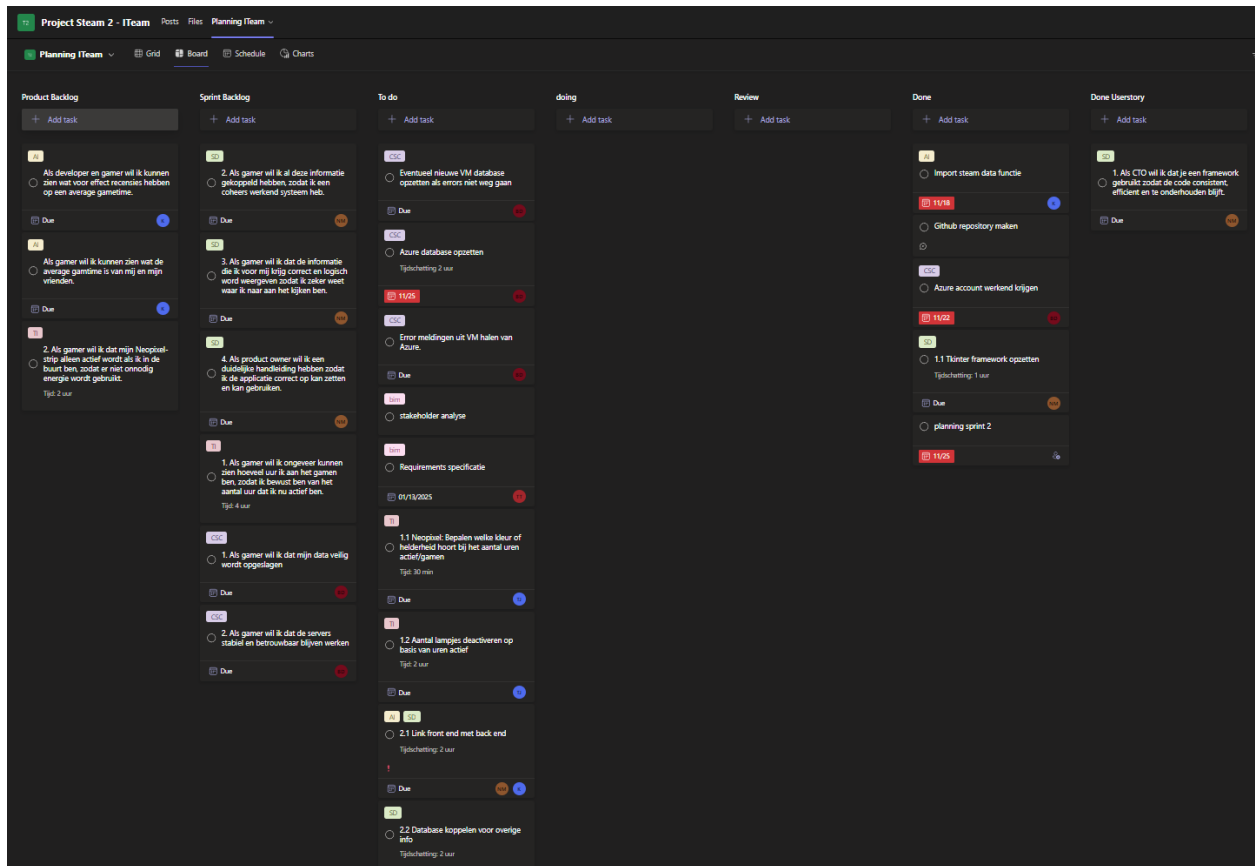 Project Steam 2 - ITeam Posts Files Planning ITeam
Planning ITeam Grid Board Schedule Charts
Product Backlog
Add task
AI
Als developer en gamer wil ik kunnen
zien wat voor effect recensies hebben
op een average gametime.
Due
AI
Als gamer wil ik kunnen zien wat de
average gamtime is van mij en mijn
vrienden.
Due
TI
2. Als gamer wil ik dat mijn Neopixel-
strip alleen actief wordt als ik in de
buurt ben, zodat er niet onnodig
energie wordt gebruikt.
Tijd: 2 uur
Sprint Backlog
Add task
SD
2. Als gamer wil ik al deze informatie
gekoppeld hebben, zodat ik een
coheers werkend systeem heb.
Due
NM
SD
3. Als gamer wil ik dat de informatie
die ik voor mij krijg correct en logisch
word weergeven zodat ik zeker weet
waar ik naar aan het kijken ben.
Due
NM
SD
4. Als product owner wil ik een
duidelijke handleiding hebben zodat
ik de applicatie correct op kan zetten
en kan gebruiken.
Due
NM
TI
1. Als gamer wil ik ongeveer kunnen
zien hoeveel uur ik aan het gamen
ben, zodat ik bewust ben van het
aantal uur dat ik nu actief ben.
Tijd: 4 uur
CSC
1. Als gamer wil ik dat mijn data veilig
wordt opgeslagen
Due
CSC
2. Als gamer wil ik dat de servers
stabiel en betrouwbaar blijven werken
Due
To do
Add task
CSC
Eventueel nieuwe VM database
opzetten als errors niet weg gaan
Due
CSC
Azure database opzetten
Tijdschatting 2 uur
11/25
CSC
Error meldingen uit VM halen van
Azure.
Due
bim
stakeholder analyse
bim
Requirements specificatie
01/13/2025
TI
1.1 Neopixel: Bepalen welke kleur of
helderheid hoort bij het aantal uren
actief/gamen
Tijd: 30 min
Due
TI
1.2 Aantal lampjes deactiveren op
basis van uren actief
Tijd: 2 uur
Due
AI SD
2.1 Link front end met back end
Tijdschatting: 2 uur
!
Due
NM
SD
2.2 Database koppelen voor overige
info
Tijdschatting: 2 uur
doing
Add task
Review
Add task
Done
Add task
AI
Import steam data functie
11/18
Github repository maken
CSC
Azure account werkend krijgen
11/22
SD
1.1 Tkinter framework opzetten
Tijdschatting: 1 uur
Due
NM
planning sprint 2
11/25
Done Userstory
Add task
SD
1. Als CTO wil ik dat je een framework
gebruikt zodat de code consistent,
efficient en te onderhouden blijft.
Due
NM